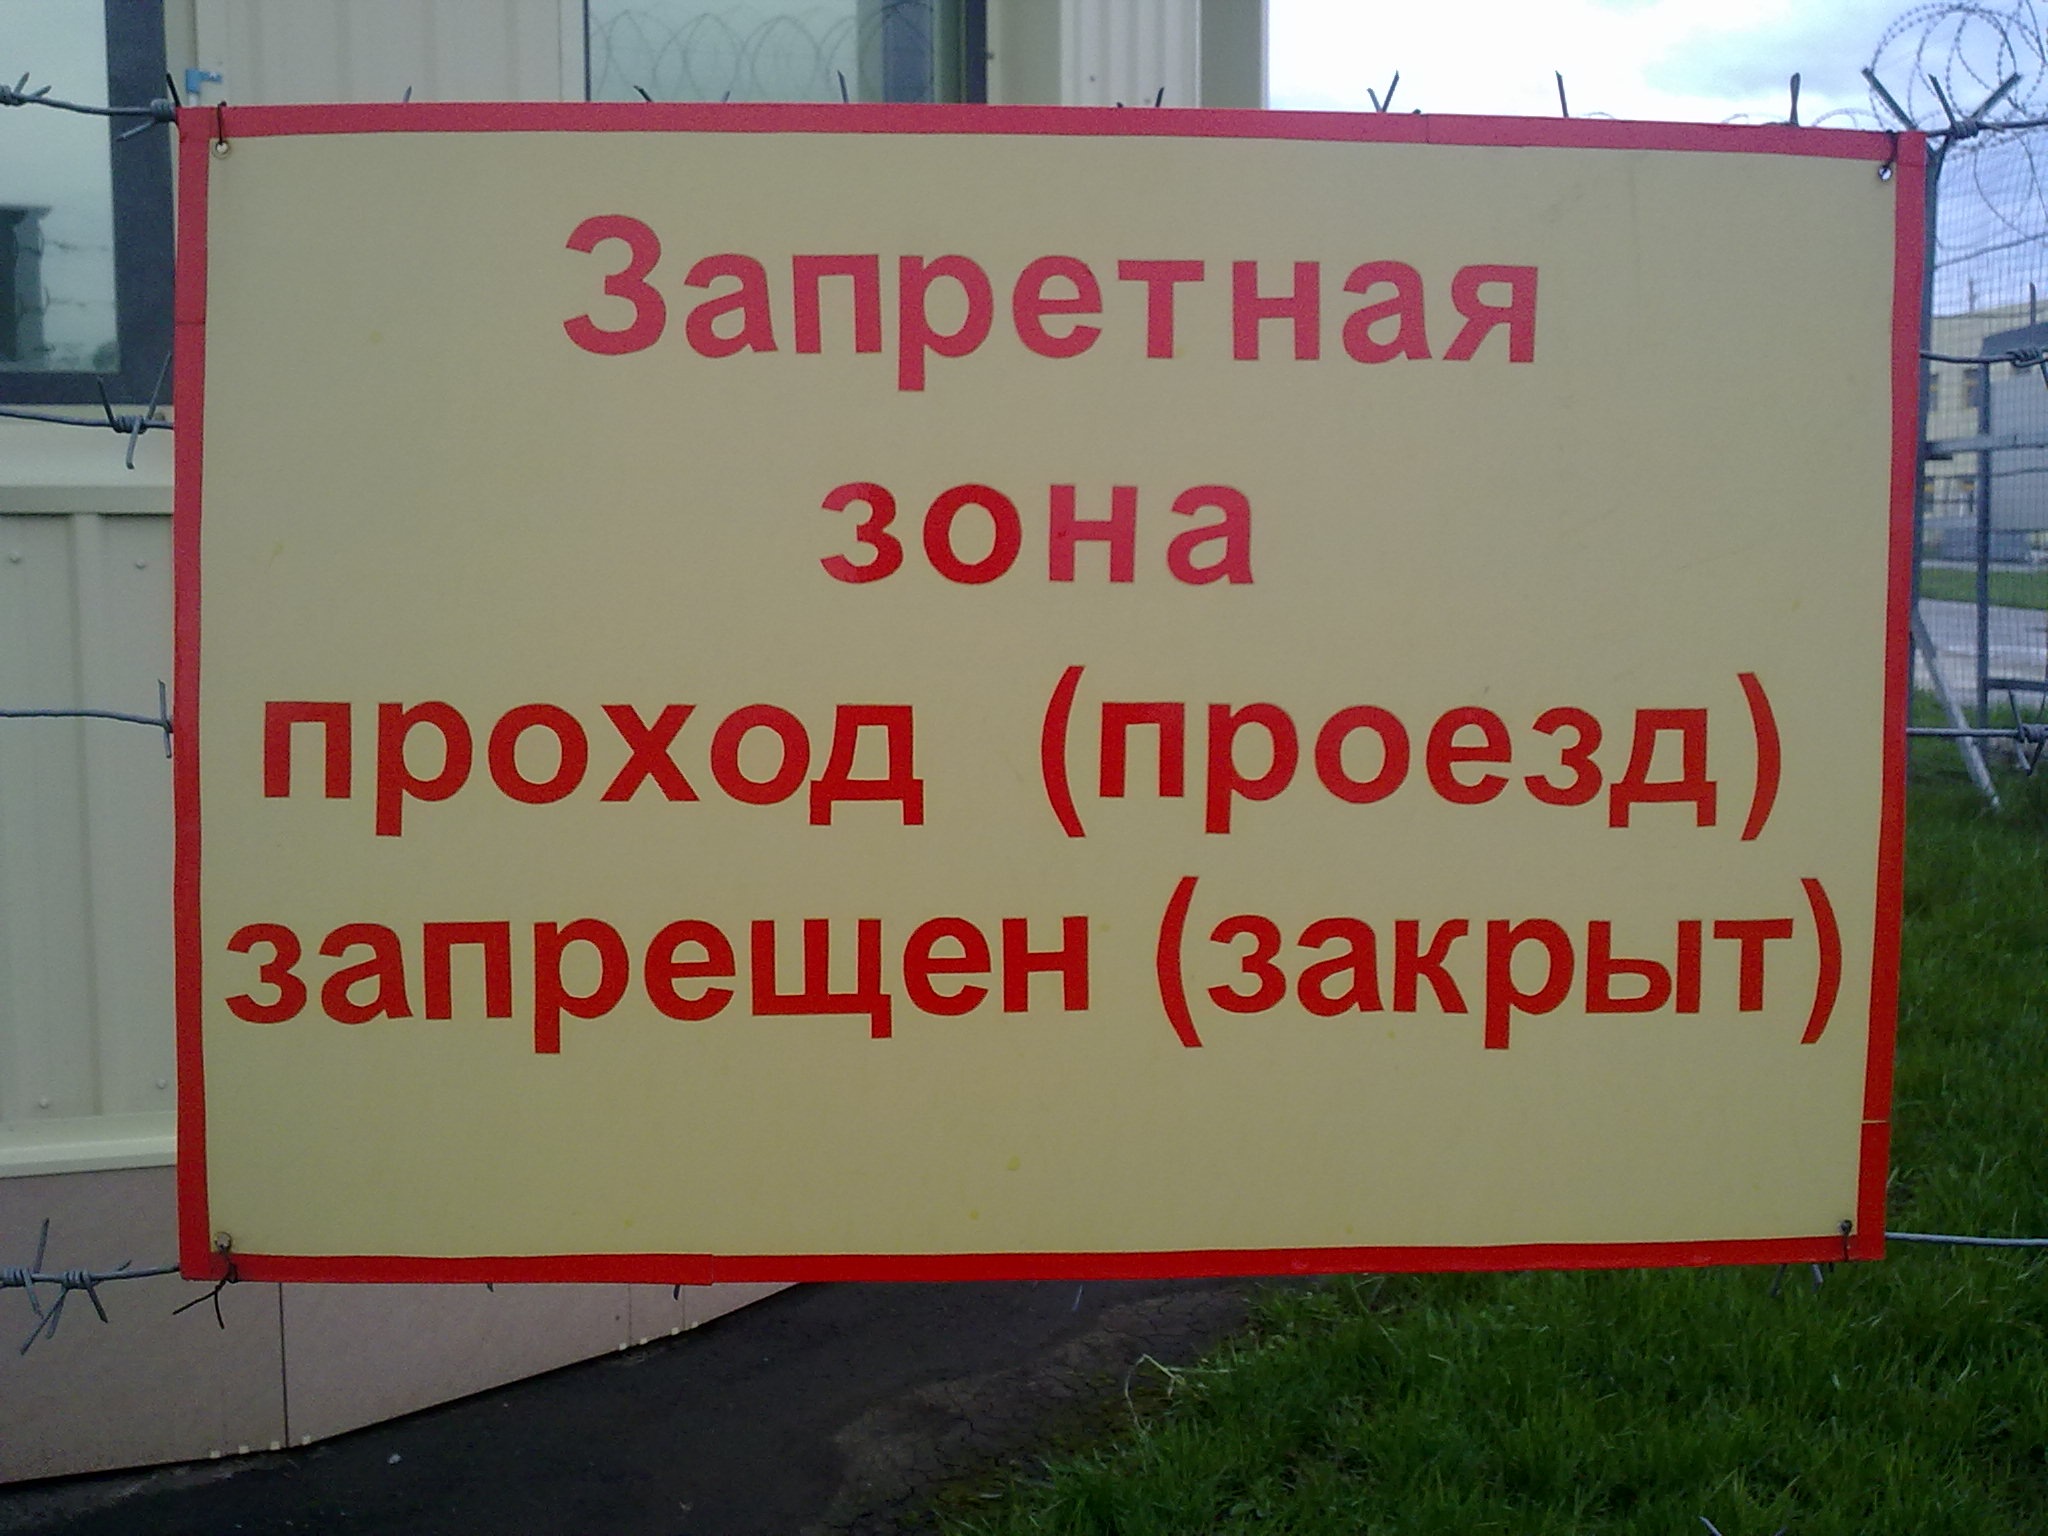 Запретная
зона
проход (проезд)
запрещен (закрыт)